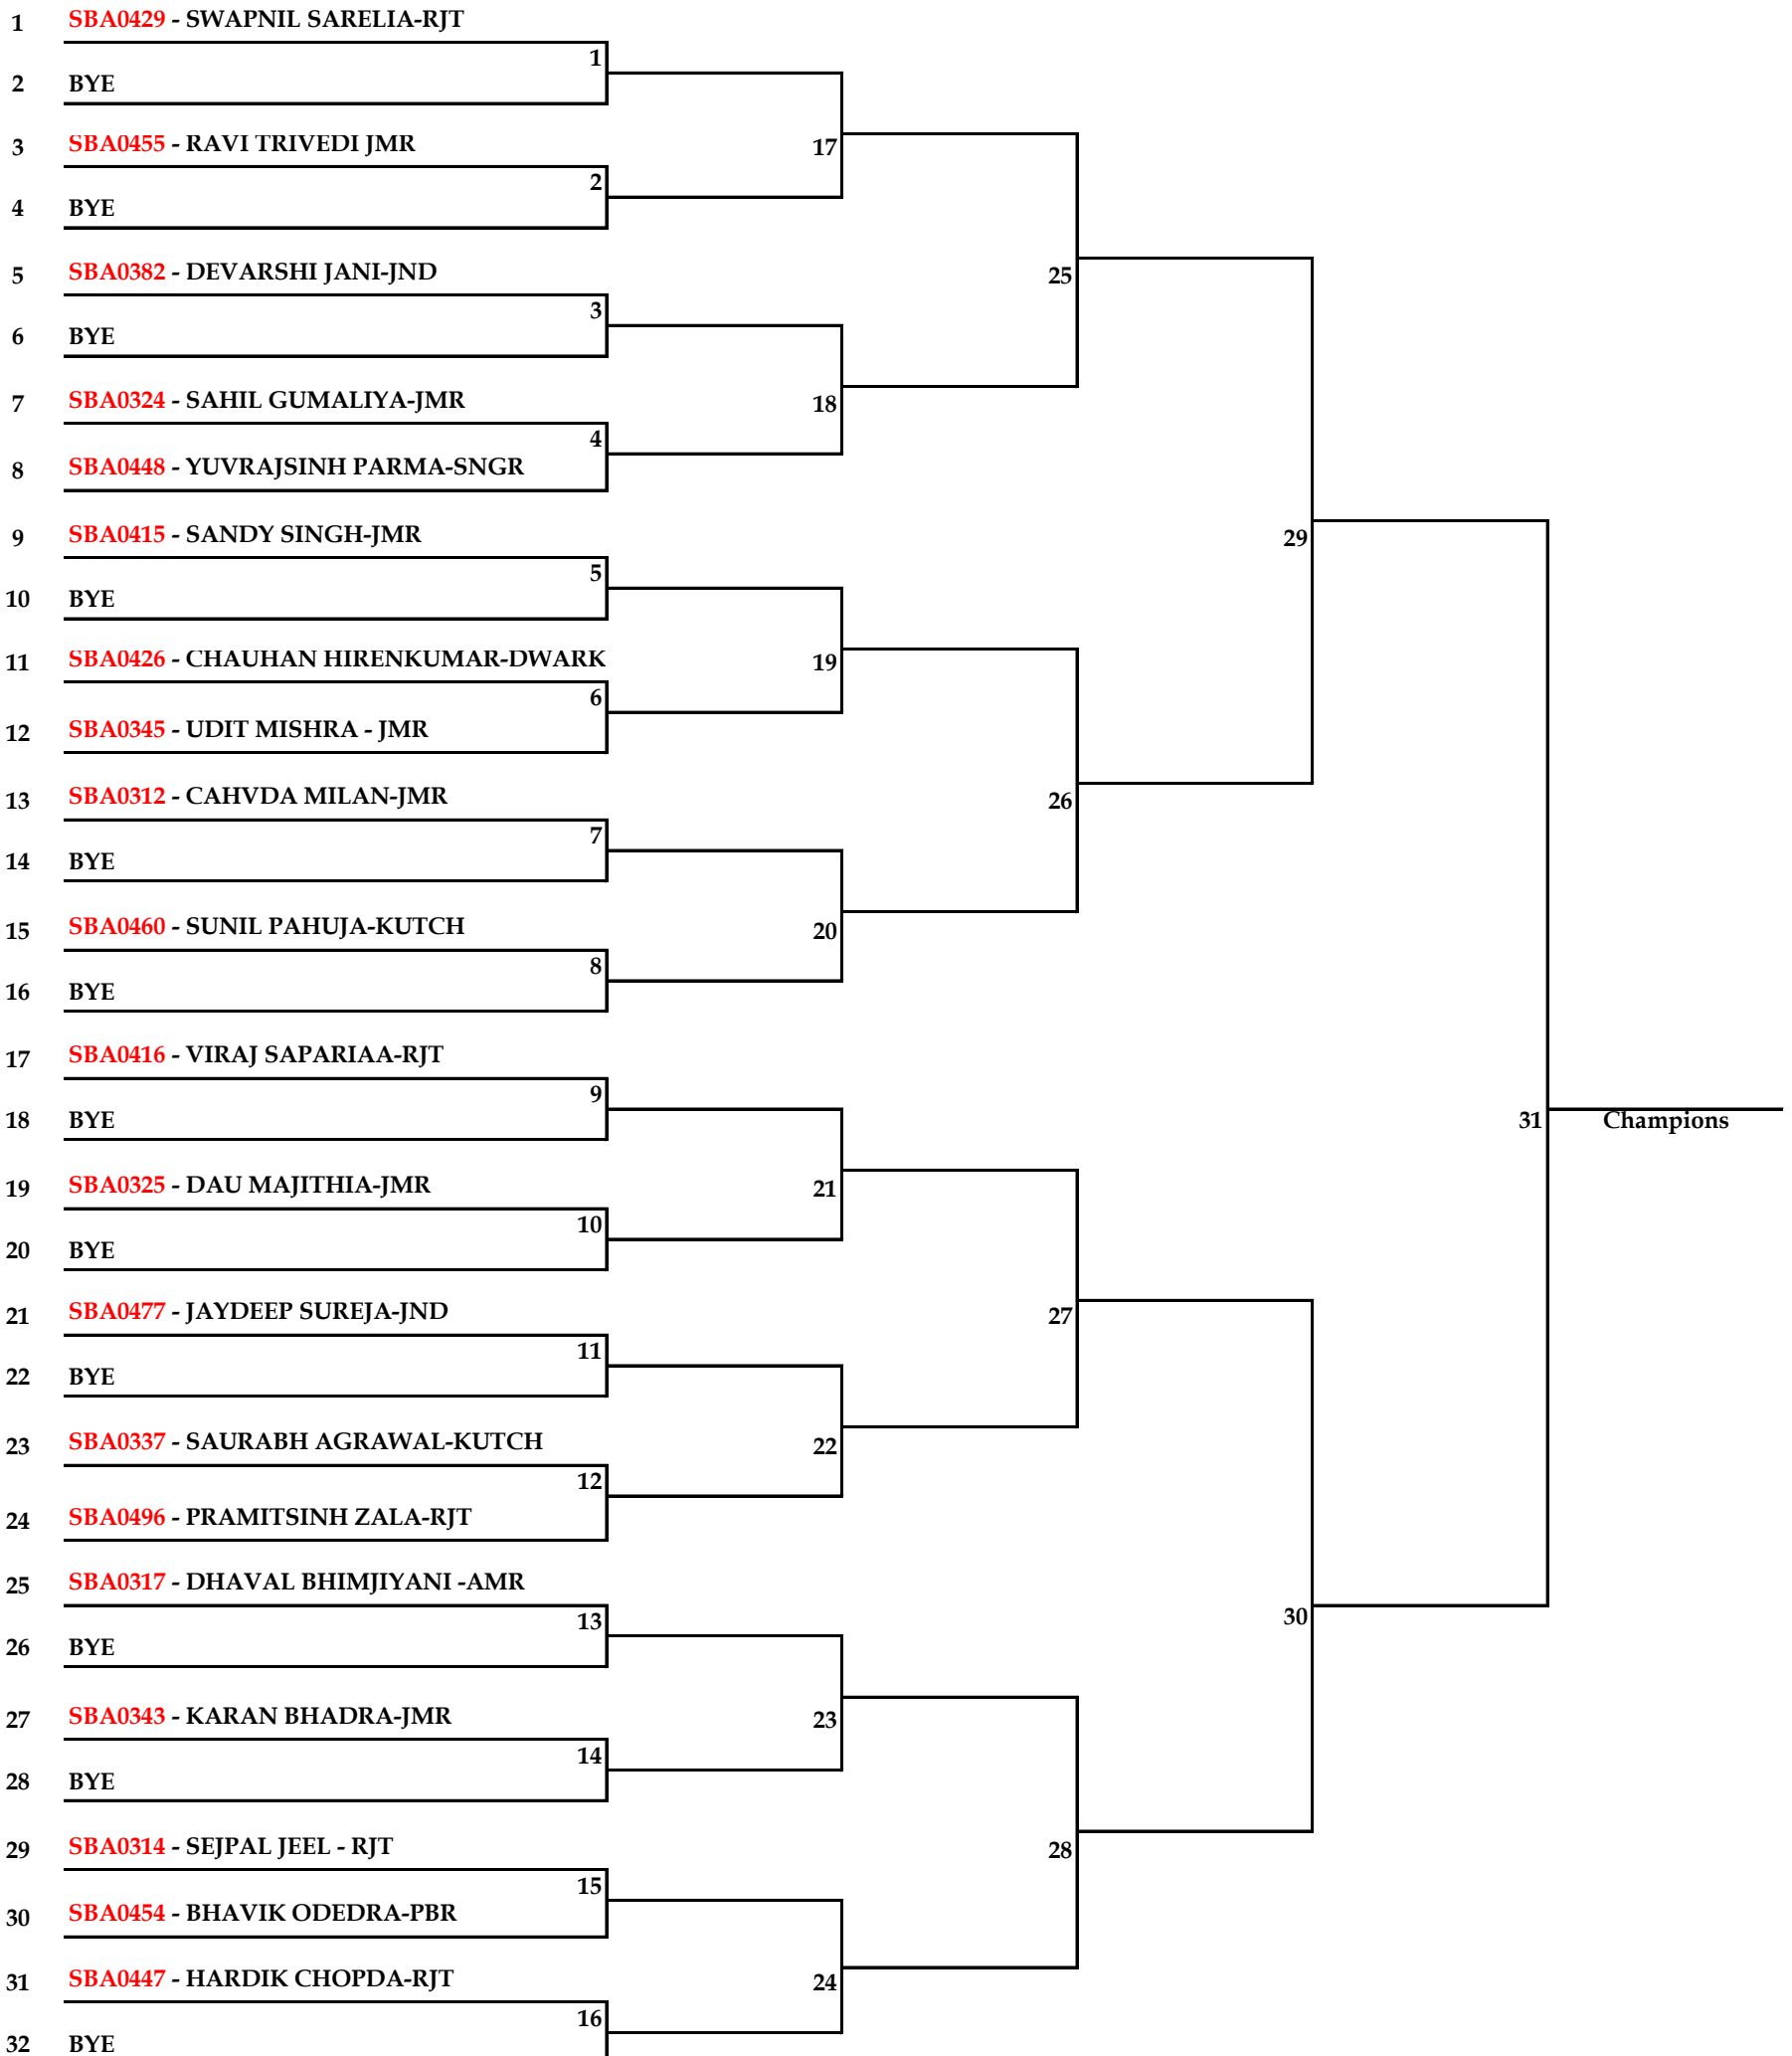 1 SBA0429 - SWAPNIL SARELIA-RJT
1
2 BYE
3 SBA0455 - RAVI TRIVEDI JMR
17
2
4 BYE
5 SBA0382 - DEVARSHI JANI-JND
25
3
6 BYE
7 SBA0324 - SAHIL GUMALIYA-JMR
18
4
8 SBA0448 - YUVRAJSINH PARMA-SNGR
9 SBA0415 - SANDY SINGH-JMR
29
5
10 BYE
11 SBA0426 - CHAUHAN HIRENKUMAR-DWARK
19
6
12 SBA0345 - UDIT MISHRA - JMR
13 SBA0312 - CAHVDA MILAN-JMR
26
7
14 BYE
15 SBA0460 - SUNIL PAHUJA-KUTCH
20
8
16 BYE
17 SBA0416 - VIRAJ SAPARIAA-RJT
9
18 BYE
31 Champions
19 SBA0325 - DAU MAJITHIA-JMR
21
10
20 BYE
21 SBA0477 - JAYDEEP SUREJA-JND
27
11
22 BYE
23 SBA0337 - SAURABH AGRAWAL-KUTCH
22
12
24 SBA0496 - PRAMITSINH ZALA-RJT
25 SBA0317 - DHAVAL BHIMJIYANI -AMR
13
30
26 BYE
27 SBA0343 - KARAN BHADRA-JMR
23
14
28 BYE
29 SBA0314 - SEJPAL JEEL - RJT
28
15
30 SBA0454 - BHAVIK ODEDRA-PBR
31 SBA0447 - HARDIK CHOPDA-RJT
24
16
32 BYE